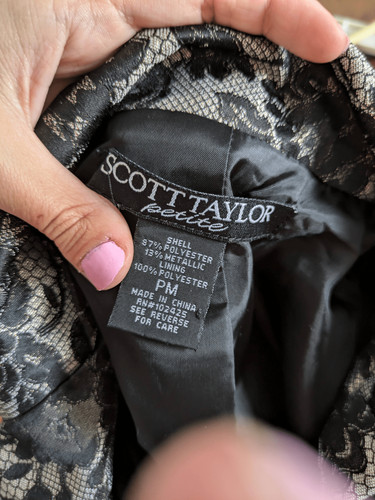 SCOTT TAYLOR
petite
SHELL
87% POLYESTER
13% METALLIC
LINING
100% POLYESTER
PM
MADE IN CHINA
RN#102425
SEE REVERSE
FOR CARE